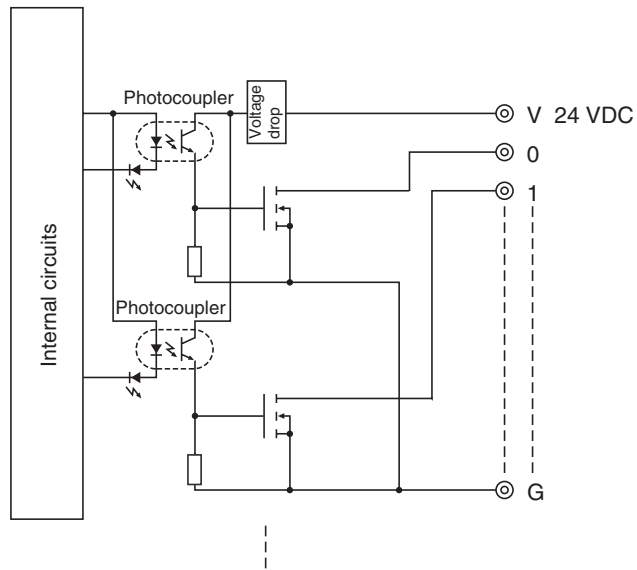 Internal circuits
Photocoupler
Voltage
drop
V 24 VDC
0
1
Photocoupler
G